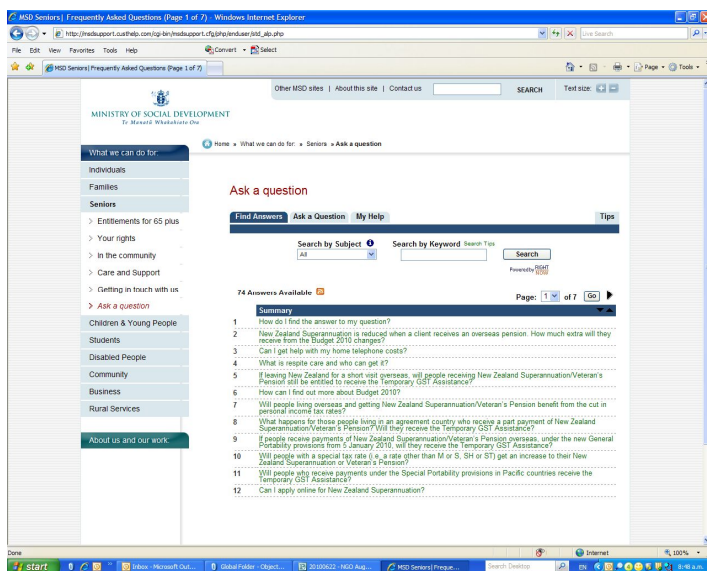 MSD Seniors| Frequently Asked Questions (Page 1 of 7) - Windows Internet Explorer
http://msdsupport.custhelp.com/cgi-bin/msdsupport.cfg/php/enduser/std_alp.php
Live Search
File Edit View Favorites Tools Help
Convert Select
MSD Seniors| Frequently Asked Questions (Page 1 of 7)
Page Tools
Other MSD sites | About this site | Contact us
SEARCH
Text size:
MINISTRY OF SOCIAL DEVELOPMENT
Te Manatū Whakahiato Ora
Home » What we can do for: » Seniors » Ask a question
What we can do for:
Individuals
Families
Seniors
> Entitlements for 65 plus
> Your rights
> In the community
> Care and Support
> Getting in touch with us
> Ask a question
Children & Young People
Students
Disabled People
Community
Business
Rural Services
About us and our work
Ask a question
Find Answers Ask a Question My Help Tips
Search by Subject
All
Search by Keyword Search Tips
Search
Powered by RIGHT NOW
74 Answers Available
Page: 1 of 7 Go
Summary
1 How do I find the answer to my question?
2 New Zealand Superannuation is reduced when a client receives an overseas pension. How much extra will they
receive from the Budget 2010 changes?
3 Can I get help with my home telephone costs?
4 What is respite care and who can get it?
5 If leaving New Zealand for a short visit overseas, will people receiving New Zealand Superannuation/Veteran's
Pension still be entitled to receive the Temporary GST Assistance?
6 How can I find out more about Budget 2010?
7 Will people living overseas and getting New Zealand Superannuation/Veteran's Pension benefit from the cut in
personal income tax rates?
8 What happens for those people living in an agreement country who receive a part payment of New Zealand
Superannuation/Veteran's Pension? Will they receive the Temporary GST Assistance?
9 If people receive payments of New Zealand Superannuation/Veteran's Pension overseas, under the new General
Portability provisions from 5 January 2010, will they receive the Temporary GST Assistance?
10 Will people with a special tax rate (i.e. a rate other than M or S, SH or ST) get an increase to their New
Zealand Superannuation or Veteran's Pension?
11 Will people who receive payments under the Special Portability provisions in Pacific countries receive the
Temporary GST Assistance?
12 Can I apply online for New Zealand Superannuation?
Done
Internet
100%
start
Inbox - Microsoft Out...
Global Folder - Object...
20100622 - NGO Aug...
MSD Seniors| Freque...
Search Desktop
EN
8:48 a.m.